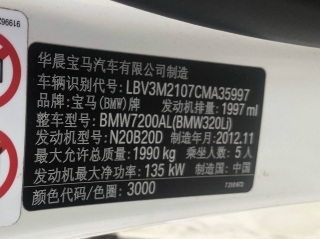 华晨宝马汽车有限公司制造
车辆识别代号: LBV3M2107CMA35997
品牌: 宝马(BMW)牌 发动机排量: 1997 ml
整车型号: BMW7200AL(BMW320Li)
发动机型号: N20B20D 制造年月: 2012.11
最大允许总质量: 1990 kg 乘坐人数: 5 人
发动机最大净功率: 135 kW 制造国: 中国
颜色代码/色圈: 3000